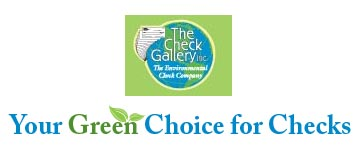 The
Check
Gallery inc.
The Environmental
Check Company
Your Green Choice for Checks